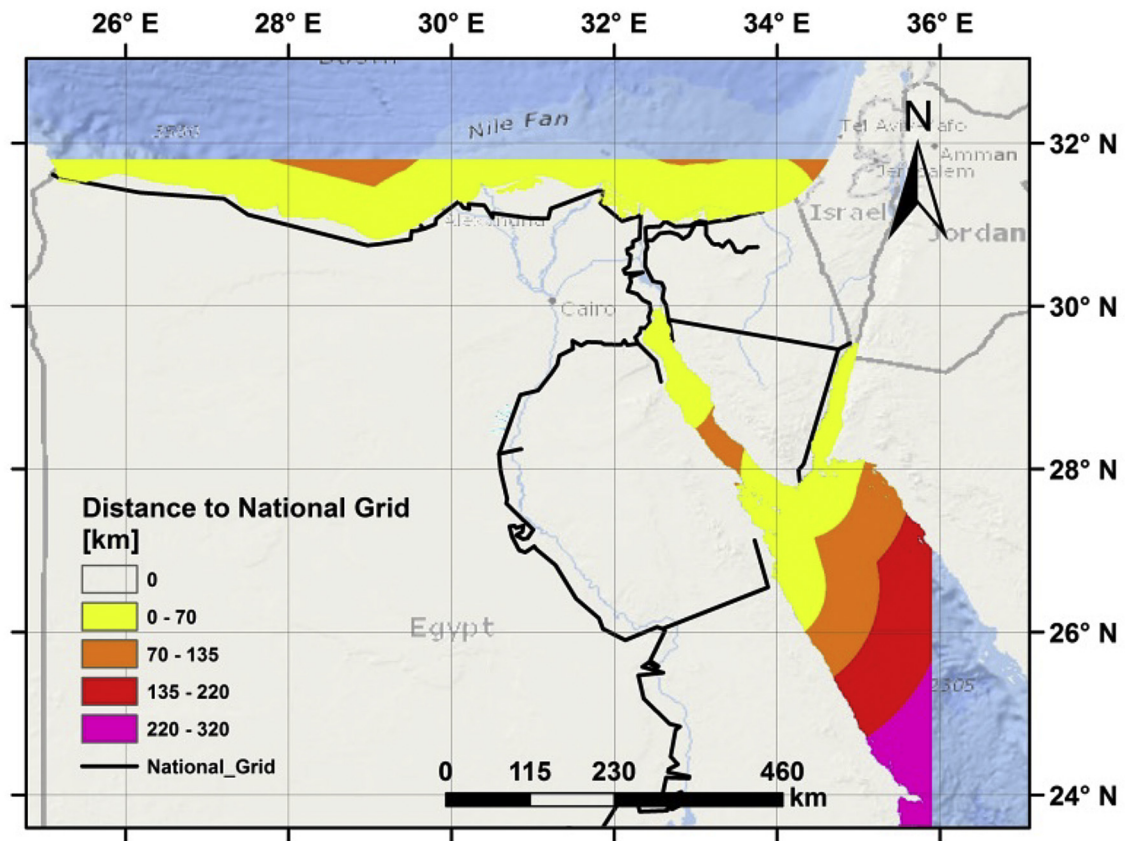 26° E 28° E 30° E 32° E 34° E 36° E
Nile Fan
N
32° N
Tel Aviv-Yafo
Amman
Jerusalem
Israel
Jordan
Alexandria
30° N
Cairo
28° N
Distance to National Grid
[km]
0
0 - 70
Egypt
26° N
70 - 135
135 - 220
2305
220 - 320
National_Grid
0 115 230 460
km
24° N